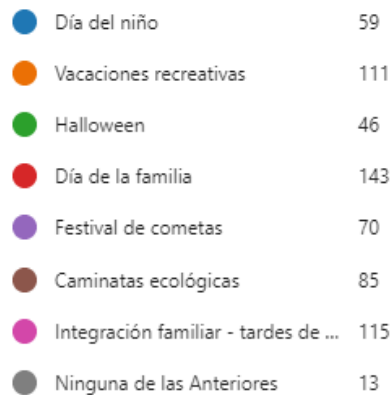 Día del niño 59
Vacaciones recreativas 111
Halloween 46
Día de la familia 143
Festival de cometas 70
Caminatas ecológicas 85
Integración familiar - tardes de ... 115
Ninguna de las Anteriores 13